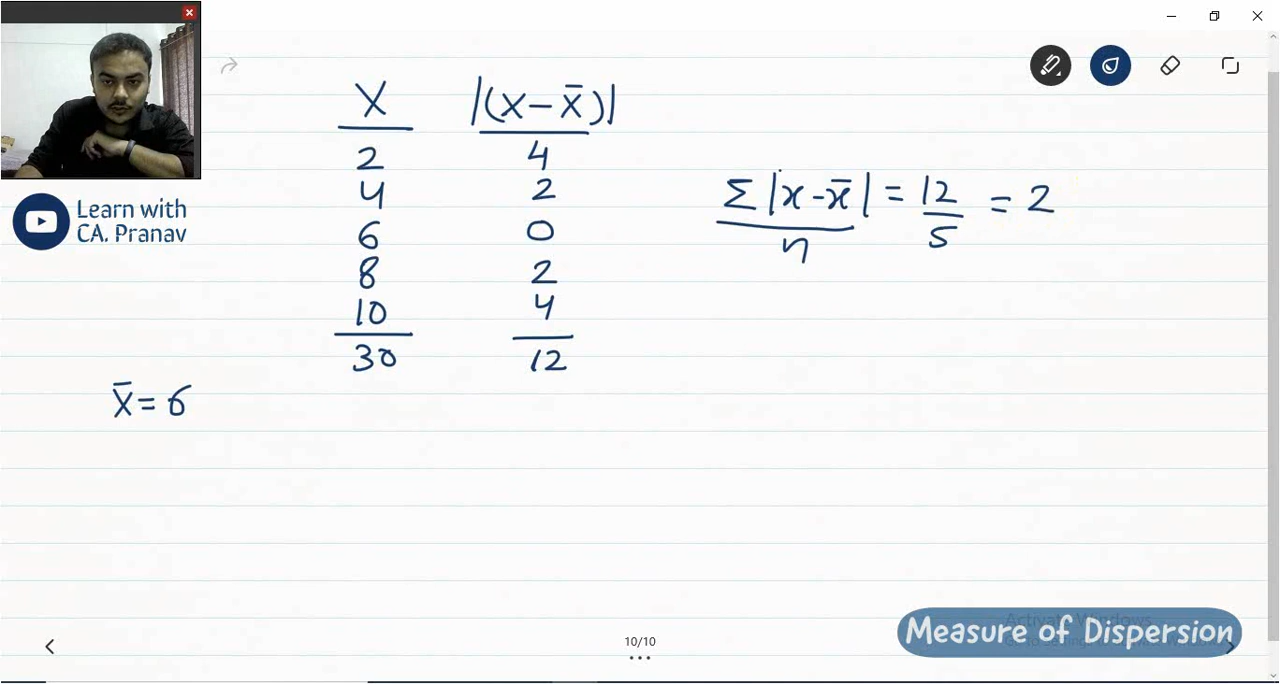 Learn with
CA. Pranav
X |(x-x̄)|
2 4
4 2
6 0
8 2
10 4
30 12
x̄ = 6
Σ|x-x̄| = 12 = 2
n 5
10/10
Measure of Dispersion